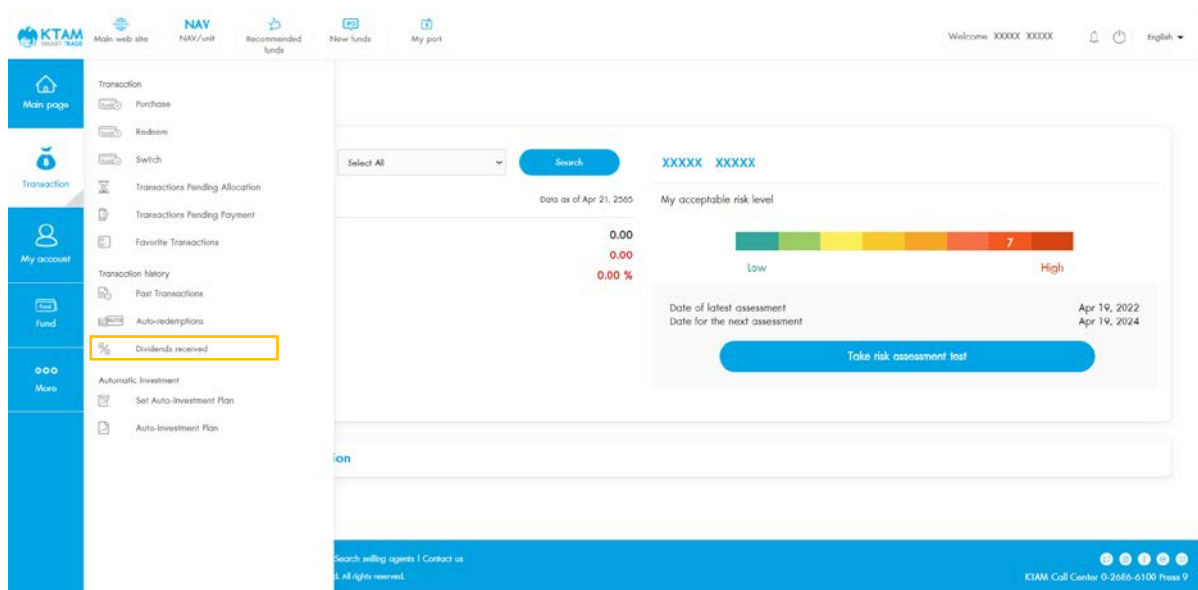 KTAM
SMART TRADE
Main web site
NAV
NAV/unit
Recommended
funds
New funds
My port
Welcome XXXXX XXXXX
English
Main page
Transaction
My account
Fund
More
Transaction
Purchase
Redeem
Switch
Transactions Pending Allocation
Transactions Pending Payment
Favorite Transactions
Transaction history
Past Transactions
Auto-redemptions
Dividends received
Automatic Investment
Set Auto-Investment Plan
Auto-Investment Plan
Select All
Search
Data as of Apr 21, 2565
0.00
0.00
0.00 %
XXXXX XXXXX
My acceptable risk level
7
Low High
Date of latest assessment Apr 19, 2022
Date for the next assessment Apr 19, 2024
Take risk assessment test
ion
Search selling agents I Contact us
d. All rights reserved.
KTAM Call Center 0-2686-6100 Press 9